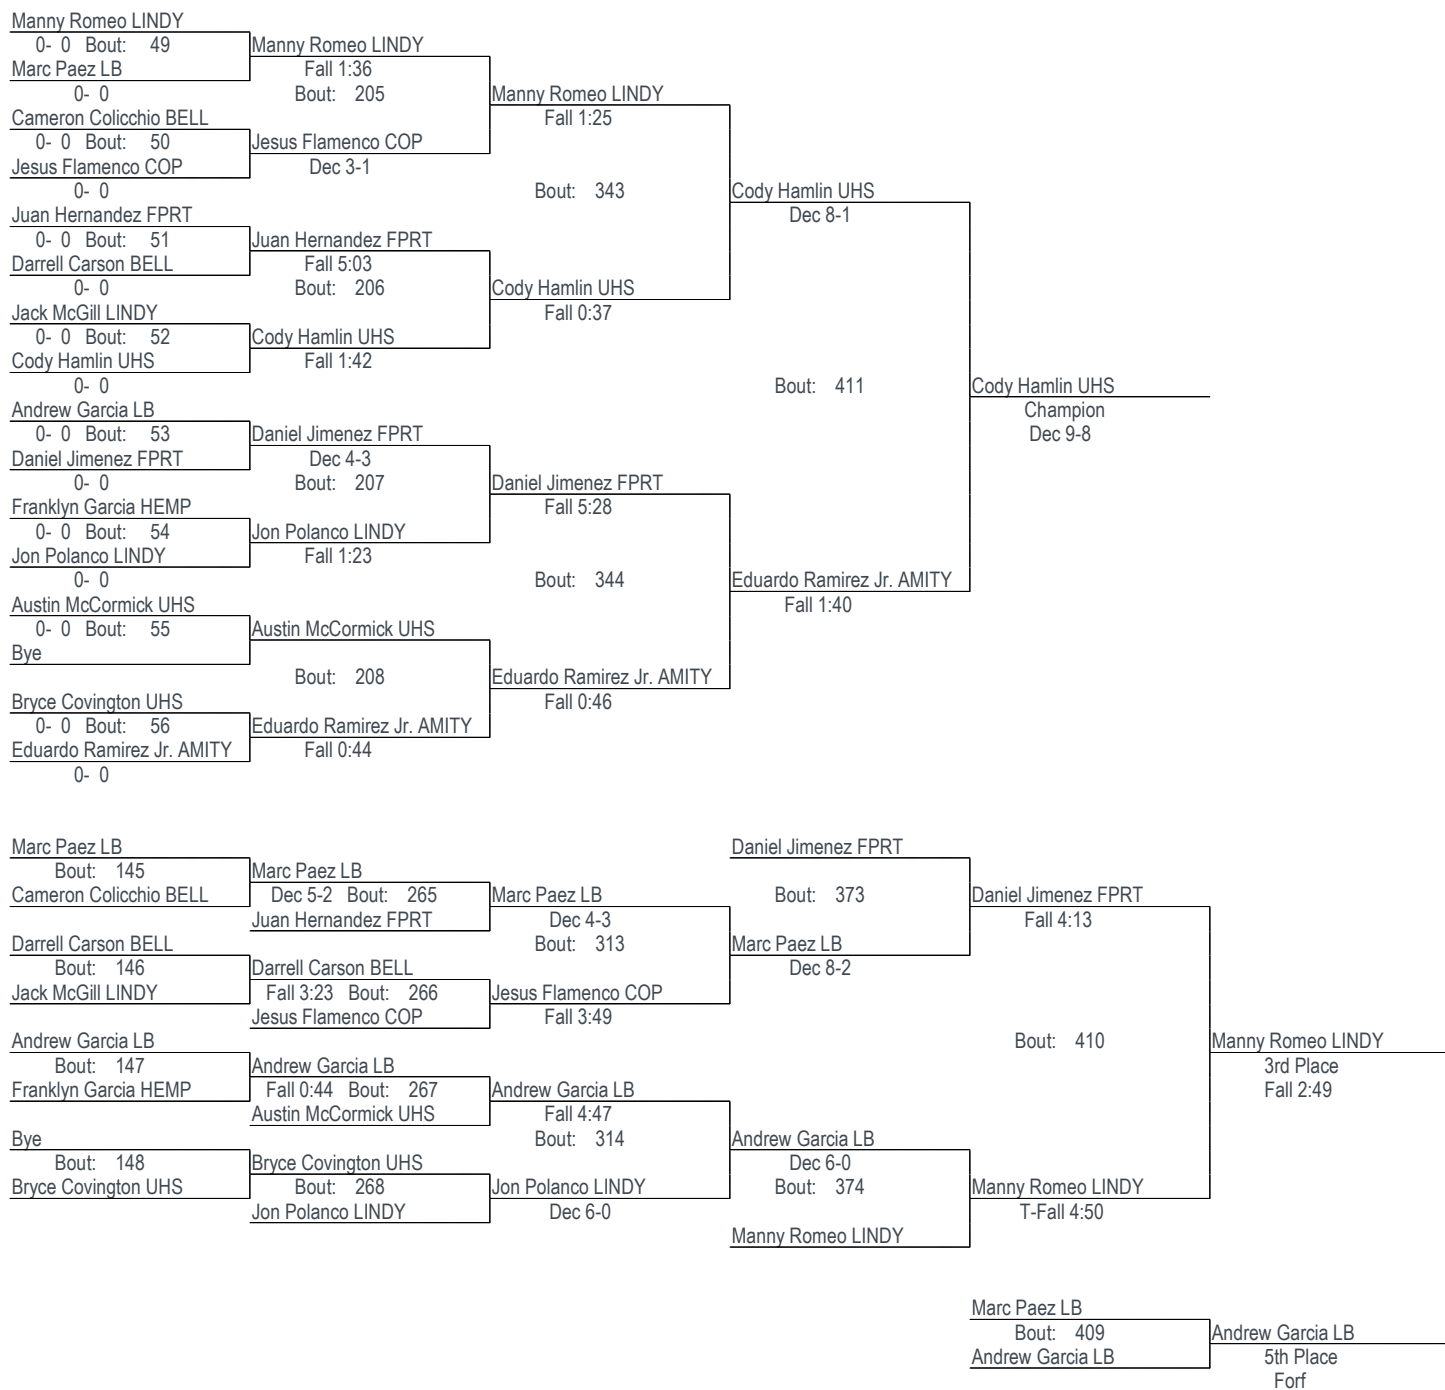 Manny Romeo LINDY
0- 0 Bout: 49
Marc Paez LB
0- 0
Cameron Colicchio BELL
0- 0 Bout: 50
Jesus Flamenco COP
0- 0
Juan Hernandez FPRT
0- 0 Bout: 51
Darrell Carson BELL
0- 0
Jack McGill LINDY
0- 0 Bout: 52
Cody Hamlin UHS
0- 0
Andrew Garcia LB
0- 0 Bout: 53
Daniel Jimenez FPRT
0- 0
Franklyn Garcia HEMP
0- 0 Bout: 54
Jon Polanco LINDY
0- 0
Austin McCormick UHS
0- 0 Bout: 55
Bye
Bryce Covington UHS
0- 0 Bout: 56
Eduardo Ramirez Jr. AMITY
0- 0
Manny Romeo LINDY
Fall 1:36
Bout: 205
Jesus Flamenco COP
Dec 3-1
Juan Hernandez FPRT
Fall 5:03
Bout: 206
Cody Hamlin UHS
Fall 1:42
Daniel Jimenez FPRT
Dec 4-3
Bout: 207
Jon Polanco LINDY
Fall 1:23
Austin McCormick UHS
Bout: 208
Eduardo Ramirez Jr. AMITY
Fall 0:44
Manny Romeo LINDY
Fall 1:25
Bout: 343
Cody Hamlin UHS
Fall 0:37
Daniel Jimenez FPRT
Fall 5:28
Bout: 344
Eduardo Ramirez Jr. AMITY
Fall 0:46
Cody Hamlin UHS
Dec 8-1
Bout: 411
Eduardo Ramirez Jr. AMITY
Fall 1:40
Cody Hamlin UHS
Champion
Dec 9-8
Marc Paez LB
Bout: 145
Cameron Colicchio BELL
Darrell Carson BELL
Bout: 146
Jack McGill LINDY
Andrew Garcia LB
Bout: 147
Franklyn Garcia HEMP
Bye
Bout: 148
Bryce Covington UHS
Marc Paez LB
Dec 5-2 Bout: 265
Juan Hernandez FPRT
Darrell Carson BELL
Fall 3:23 Bout: 266
Jesus Flamenco COP
Andrew Garcia LB
Fall 0:44 Bout: 267
Austin McCormick UHS
Bryce Covington UHS
Bout: 268
Jon Polanco LINDY
Marc Paez LB
Dec 4-3
Bout: 313
Jesus Flamenco COP
Fall 3:49
Andrew Garcia LB
Fall 4:47
Bout: 314
Jon Polanco LINDY
Dec 6-0
Daniel Jimenez FPRT
Bout: 373
Marc Paez LB
Dec 8-2
Andrew Garcia LB
Dec 6-0
Bout: 374
Manny Romeo LINDY
Daniel Jimenez FPRT
Fall 4:13
Bout: 410
Manny Romeo LINDY
T-Fall 4:50
Manny Romeo LINDY
3rd Place
Fall 2:49
Marc Paez LB
Bout: 409
Andrew Garcia LB
Andrew Garcia LB
5th Place
Forf